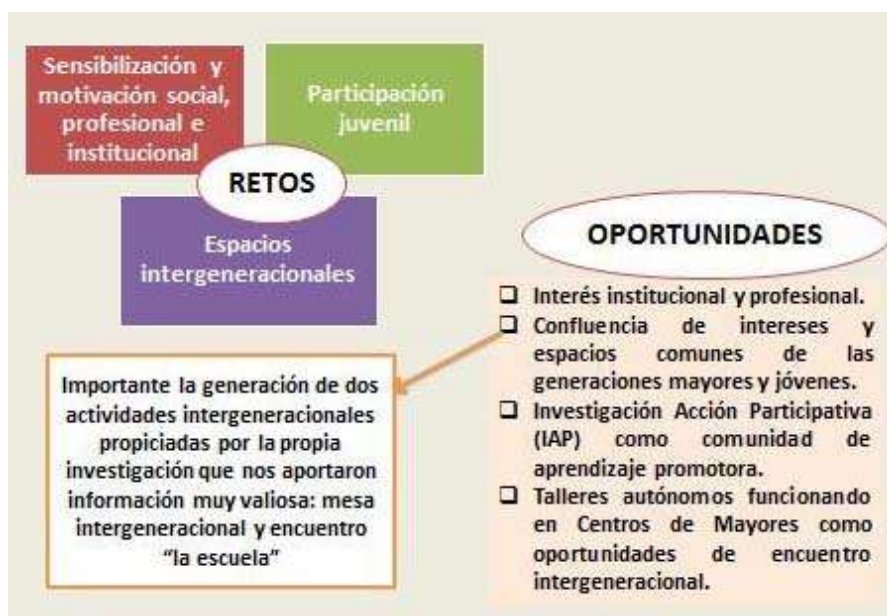 Sensibilización y
motivación social,
profesional e
institucional
Participación
juvenil
RETOS
Espacios
intergeneracionales
OPORTUNIDADES
❑ Interés institucional y profesional.
❑ Confluencia de intereses y
espacios comunes de las
generaciones mayores y jóvenes.
❑ Investigación Acción Participativa
(IAP) como comunidad de
aprendizaje promotora.
❑ Talleres autónomos funcionando
en Centros de Mayores como
oportunidades de encuentro
intergeneracional.
Importante la generación de dos
actividades intergeneracionales
propiciadas por la propia
investigación que nos aportaron
información muy valiosa: mesa
intergeneracional y encuentro
“la escuela”